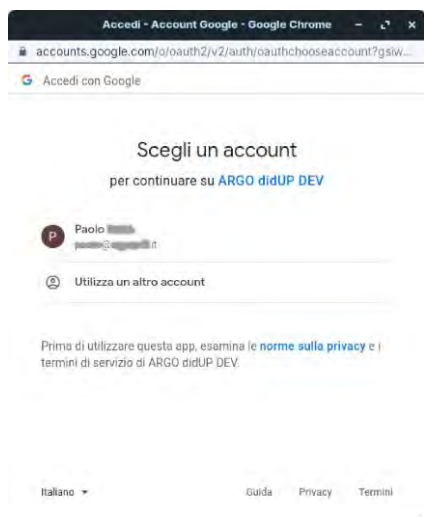 Accedi - Account Google - Google Chrome
accounts.google.com/o/oauth2/v2/auth/oauthchooseaccount?gsiw...
Accedi con Google
Scegli un account
per continuare su ARGO didUP DEV
P
Paolo
Utilizza un altro account
Prima di utilizzare questa app, esamina le norme sulla privacy e i
termini di servizio di ARGO didUP DEV.
Italiano
Guida Privacy Termini